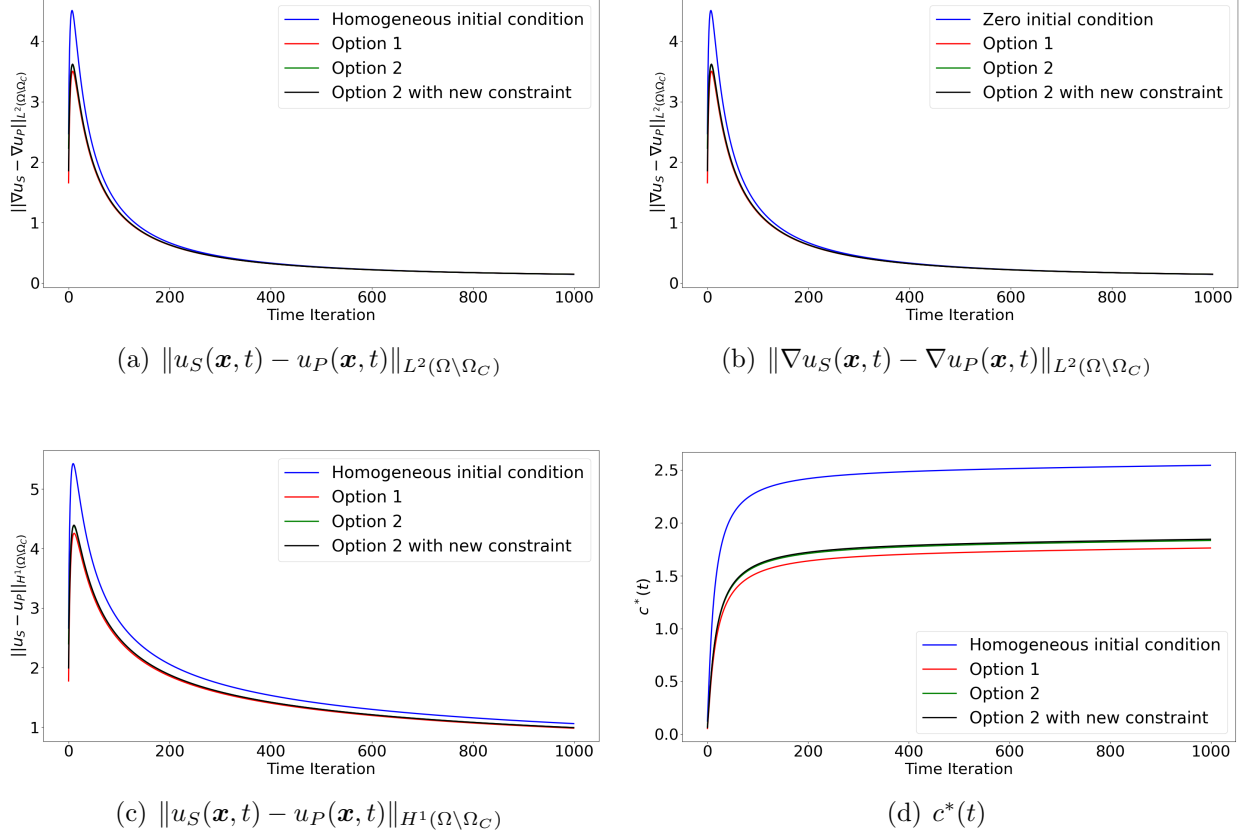 ||∇u_S − ∇u_P||_{L²(Ω\Ω_C)}
4
3
2
1
0
Homogeneous initial condition
Option 1
Option 2
Option 2 with new constraint
0 200 400 600 800 1000
Time Iteration
(a) ‖u_S(x, t) − u_P(x, t)‖_{L²(Ω\Ω_C)}
||∇u_S − ∇u_P||_{L²(Ω\Ω_C)}
4
3
2
1
0
Zero initial condition
Option 1
Option 2
Option 2 with new constraint
0 200 400 600 800 1000
Time Iteration
(b) ‖∇u_S(x, t) − ∇u_P(x, t)‖_{L²(Ω\Ω_C)}
||u_S − u_P||_{H¹(Ω\Ω_C)}
5
4
3
2
1
Homogeneous initial condition
Option 1
Option 2
Option 2 with new constraint
0 200 400 600 800 1000
Time Iteration
(c) ‖u_S(x, t) − u_P(x, t)‖_{H¹(Ω\Ω_C)}
c*(t)
2.5
2.0
1.5
1.0
0.5
0.0
Homogeneous initial condition
Option 1
Option 2
Option 2 with new constraint
0 200 400 600 800 1000
Time Iteration
(d) c*(t)